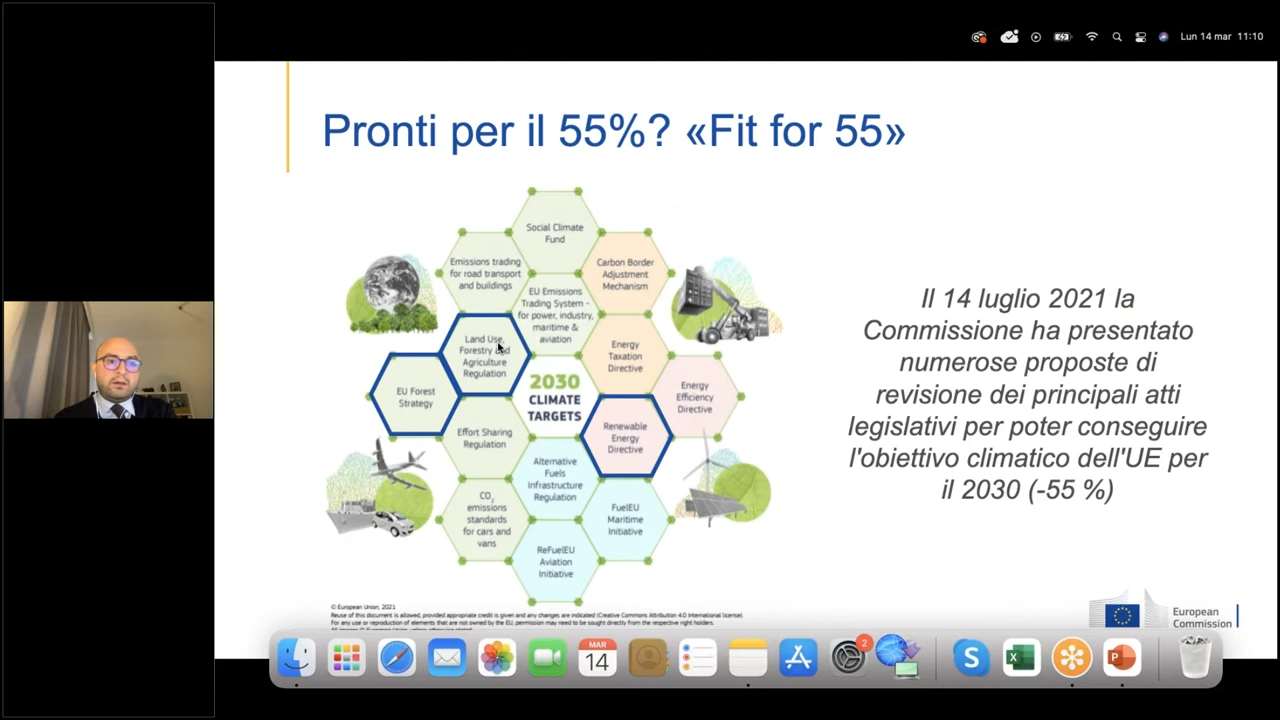 Lun 14 mar 11:10
Pronti per il 55%? «Fit for 55»
Social Climate
Fund
Emissions trading
for road transport
and buildings
Carbon Border
Adjustment
Mechanism
EU Emissions
Trading System -
for power, industry,
maritime &
aviation
Land Use,
Forestry and
Agriculture
Regulation
Energy
Taxation
Directive
EU Forest
Strategy
2030
CLIMATE
TARGETS
Energy
Efficiency
Directive
Effort Sharing
Regulation
Renewable
Energy
Directive
Alternative
Fuels
Infrastructure
Regulation
CO2
emissions
standards
for cars and
vans
FuelEU
Maritime
Initiative
ReFuelEU
Aviation
Initiative
Il 14 luglio 2021 la
Commissione ha presentato
numerose proposte di
revisione dei principali atti
legislativi per poter conseguire
l'obiettivo climatico dell'UE per
il 2030 (-55 %)
© European Union, 2021
Reuse of this document is allowed, provided appropriate credit is given and any changes are indicated (Creative Commons Attribution 4.0 International license).
For any use or reproduction of elements that are not owned by the EU, permission may need to be sought directly from the respective right holders.
European
Commission
MAR
14
2
S
X
P